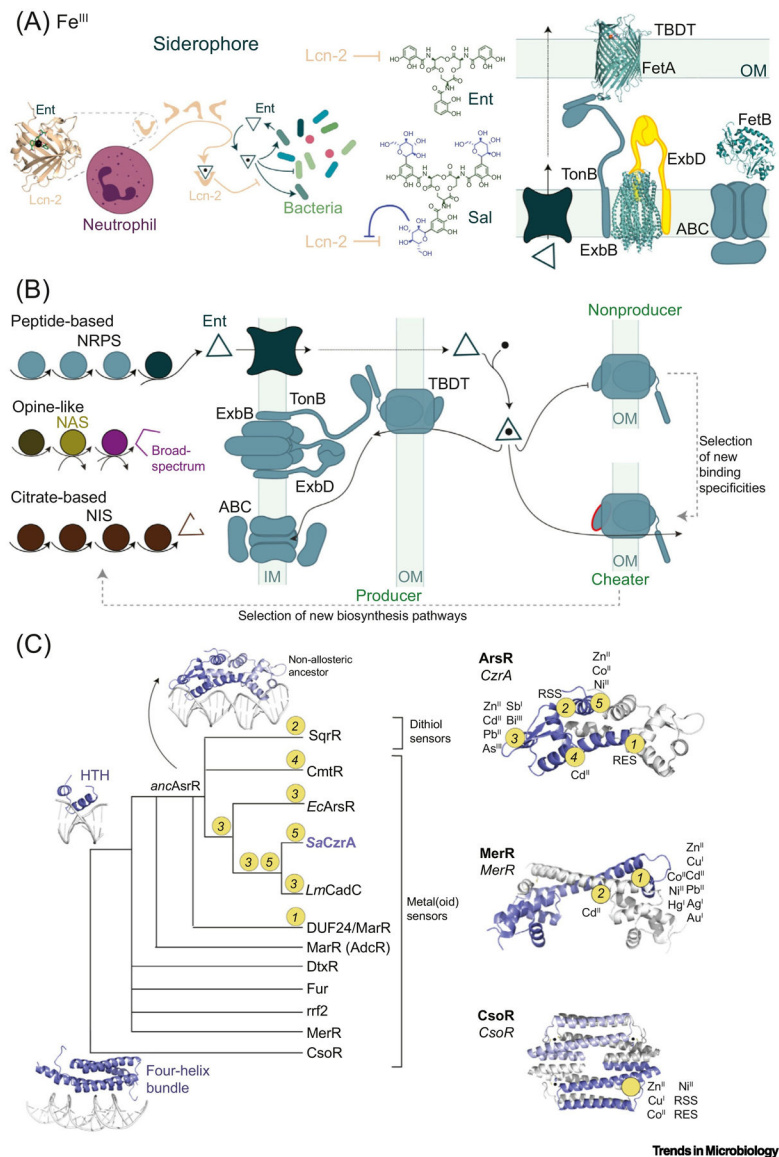 (A) Fe^III
Siderophore
Lcn-2
Ent
TBDT
FetA
OM
Ent
Lcn-2
Neutrophil
Ent
Lcn-2
Bacteria
Lcn-2
Sal
TonB
ExbD
FetB
ExbB
ABC
(B)
Peptide-based
NRPS
Ent
Opine-like
NAS
Broad-
spectrum
Citrate-based
NIS
ExbB
TonB
TBDT
ExbD
ABC
IM
OM
Producer
Nonproducer
OM
Selection
of new
binding
specificities
OM
Cheater
Selection of new biosynthesis pathways
(C)
Non-allosteric
ancestor
HTH
ancAsrR
2
SqrR
Dithiol
sensors
4
CmtR
3
EcArsR
3
5
SaCzrA
3 5
3
LmCadC
Metal(oid)
sensors
1
DUF24/MarR
MarR (AdcR)
DtxR
Fur
rrf2
MerR
CsoR
Four-helix
bundle
ArsR
CzrA
Zn^II
Co^II
Ni^II
RSS
2
5
Zn^II Sb^I
Cd^II Bi^III
Pb^II
As^III
3
4
1
Cd^II
RES
MerR
MerR
Zn^II
Cu^I
Co^II Cd^II
Ni^II Pb^II
Hg^I Ag^I
Au^I
1
2
Cd^II
CsoR
CsoR
Zn^II Ni^II
Cu^I RSS
Co^II RES
Trends in Microbiology